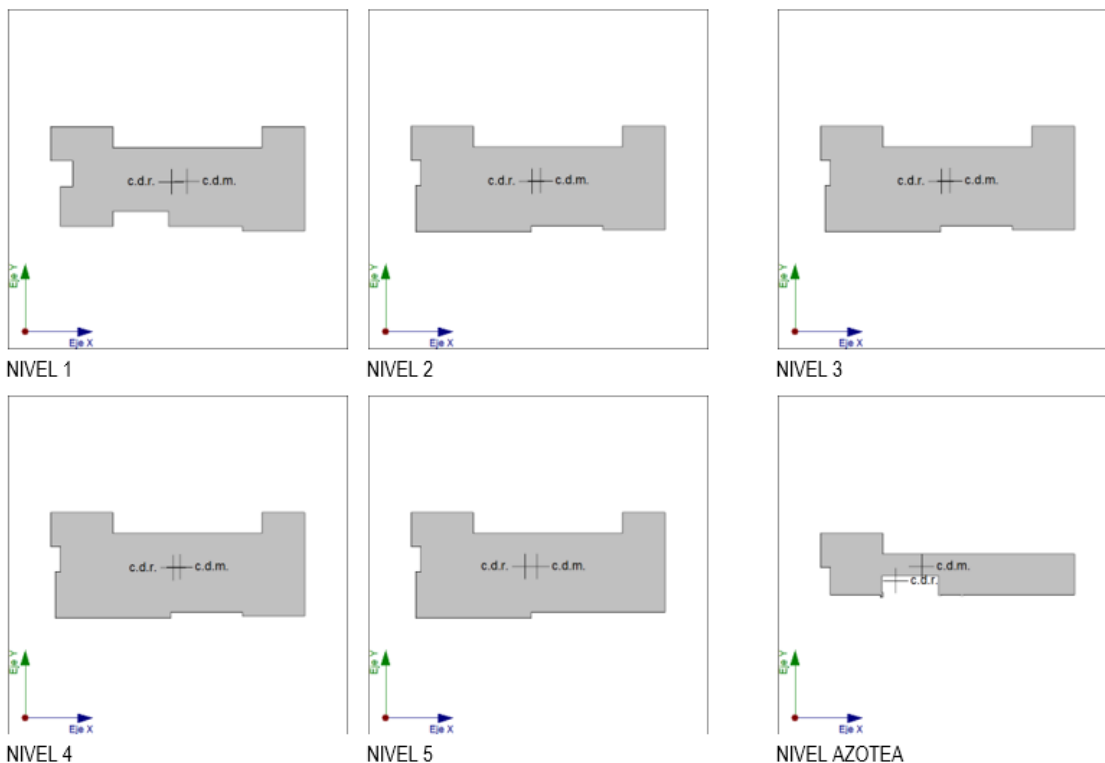 c.d.r. c.d.m.
Eje Y
Eje X
NIVEL 1
c.d.r. c.d.m.
Eje Y
Eje X
NIVEL 2
c.d.r. c.d.m.
Eje Y
Eje X
NIVEL 3
c.d.r. c.d.m.
Eje Y
Eje X
NIVEL 4
c.d.r. c.d.m.
Eje Y
Eje X
NIVEL 5
c.d.m.
c.d.r.
Eje Y
Eje X
NIVEL AZOTEA